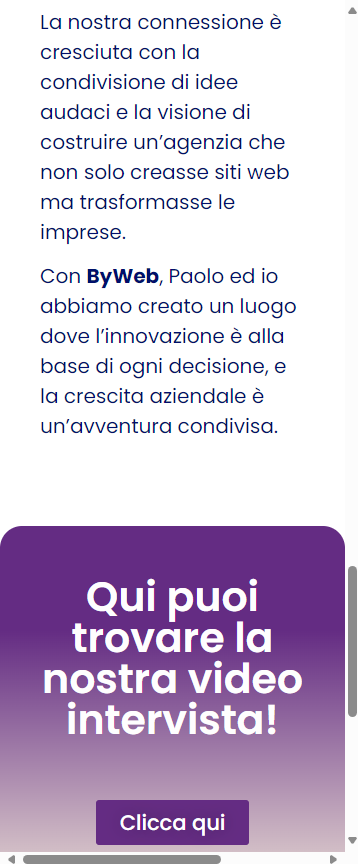 La nostra connessione è
cresciuta con la
condivisione di idee
audaci e la visione di
costruire un’agenzia che
non solo creasse siti web
ma trasformasse le
imprese.
Con ByWeb, Paolo ed io
abbiamo creato un luogo
dove l’innovazione è alla
base di ogni decisione, e
la crescita aziendale è
un’avventura condivisa.
Qui puoi
trovare la
nostra video
intervista!
Clicca qui